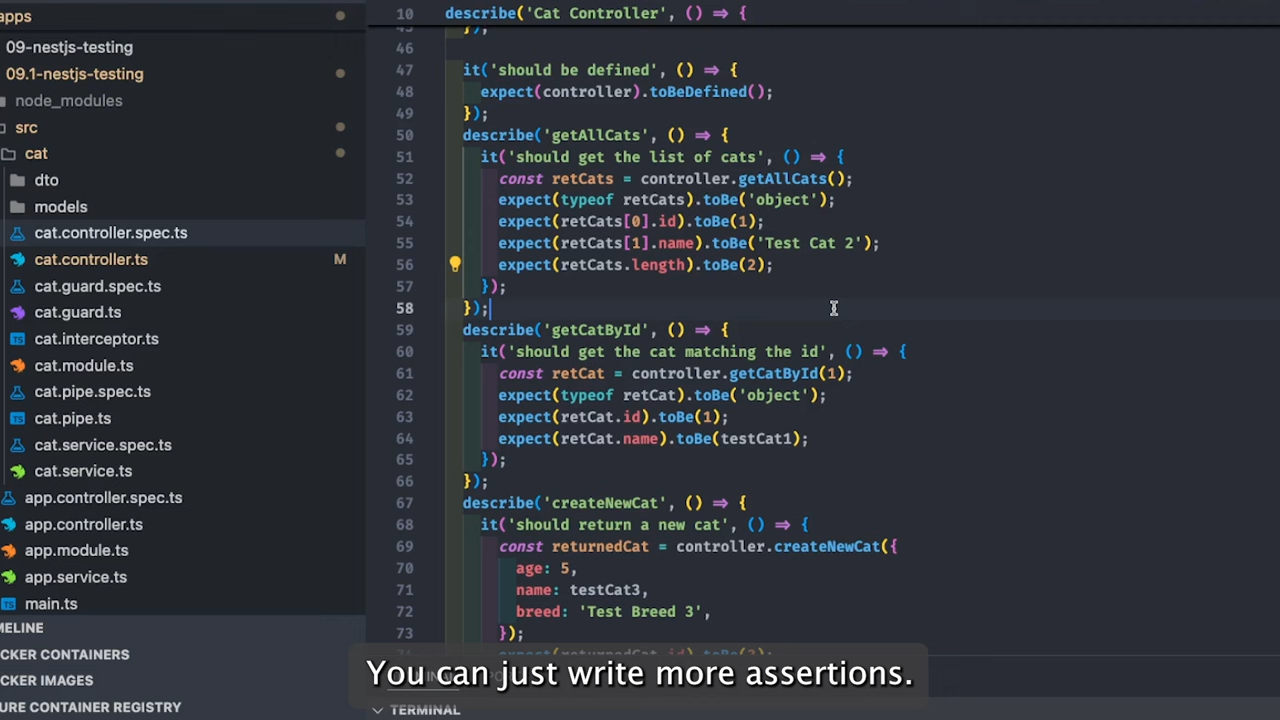 apps
09-nestjs-testing
09.1-nestjs-testing
node_modules
src
cat
dto
models
cat.controller.spec.ts
cat.controller.ts M
cat.guard.spec.ts
cat.guard.ts
cat.interceptor.ts
cat.module.ts
cat.pipe.spec.ts
cat.pipe.ts
cat.service.spec.ts
cat.service.ts
app.controller.spec.ts
app.controller.ts
app.module.ts
app.service.ts
main.ts
MELINE
CKER CONTAINERS
CKER IMAGES
URE CONTAINER REGISTRY
10 describe('Cat Controller', () => {
45 });
46
47 it('should be defined', () => {
48 expect(controller).toBeDefined();
49 });
50 describe('getAllCats', () => {
51 it('should get the list of cats', () => {
52 const retCats = controller.getAllCats();
53 expect(typeof retCats).toBe('object');
54 expect(retCats[0].id).toBe(1);
55 expect(retCats[1].name).toBe('Test Cat 2');
56 expect(retCats.length).toBe(2);
57 });
58 });
59 describe('getCatById', () => {
60 it('should get the cat matching the id', () => {
61 const retCat = controller.getCatById(1);
62 expect(typeof retCat).toBe('object');
63 expect(retCat.id).toBe(1);
64 expect(retCat.name).toBe(testCat1);
65 });
66 });
67 describe('createNewCat', () => {
68 it('should return a new cat', () => {
69 const returnedCat = controller.createNewCat({
70 age: 5,
71 name: testCat3,
72 breed: 'Test Breed 3',
73 });
You can just write more assertions.
TERMINAL